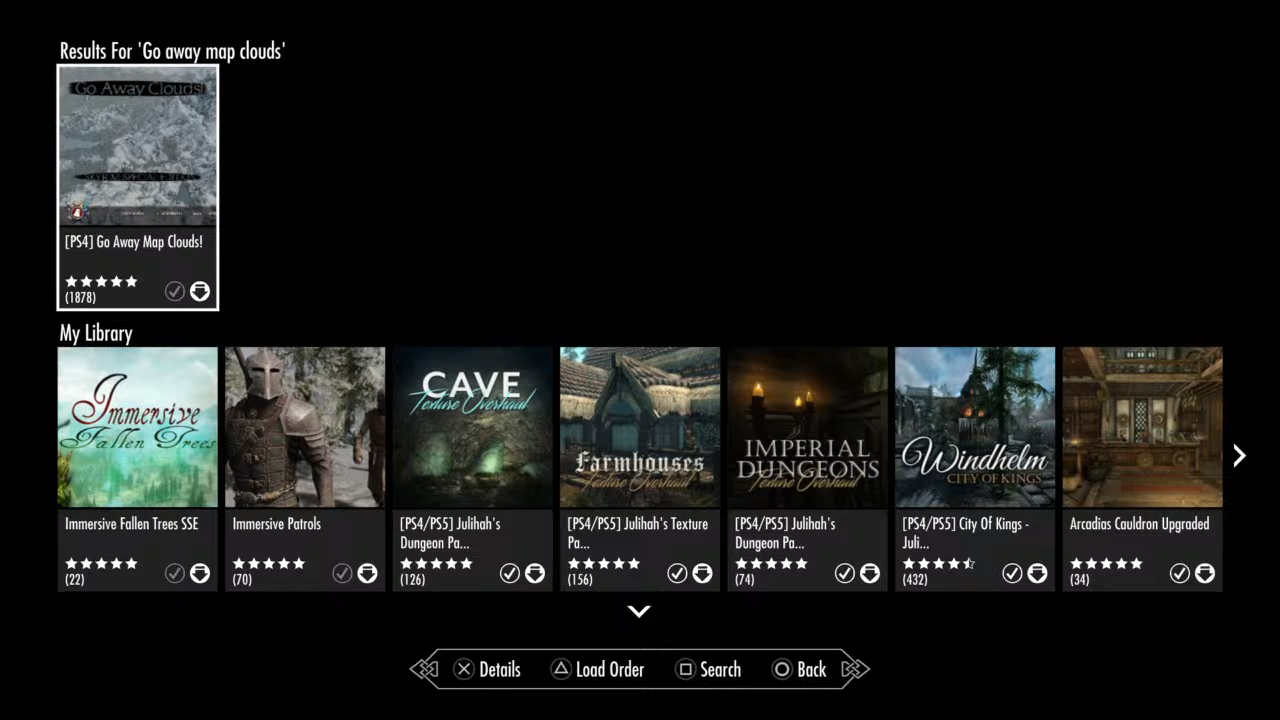 Results For 'Go away map clouds'
Go Away Clouds!
[PS4] Go Away Map Clouds!
(1878)
My Library
Immersive
Fallen Trees
CAVE
Texture Overhaul
Farmhouses
Texture Overhaul
IMPERIAL
DUNGEONS
Texture Overhaul
Windhelm
CITY OF KINGS
Immersive Fallen Trees SSE
(22)
Immersive Patrols
(70)
[PS4/PS5] Julihah's
Dungeon Pa...
(126)
[PS4/PS5] Julihah's Texture
Pa...
(156)
[PS4/PS5] Julihah's
Dungeon Pa...
(74)
[PS4/PS5] City Of Kings -
Juli...
(432)
Arcadias Cauldron Upgraded
(34)
Details
Load Order
Search
Back